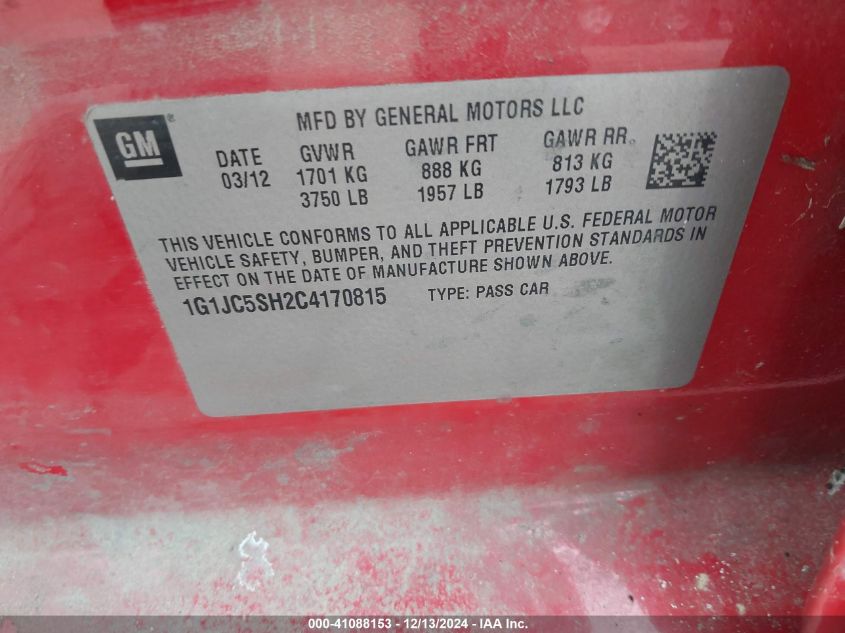 GM®
MFD BY GENERAL MOTORS LLC
DATE GVWR GAWR FRT GAWR RR
03/12 1701 KG 888 KG 813 KG
3750 LB 1957 LB 1793 LB
THIS VEHICLE CONFORMS TO ALL APPLICABLE U.S. FEDERAL MOTOR
VEHICLE SAFETY, BUMPER, AND THEFT PREVENTION STANDARDS IN
EFFECT ON THE DATE OF MANUFACTURE SHOWN ABOVE.
1G1JC5SH2C4170815 TYPE: PASS CAR
000-41088153 - 12/13/2024 - IAA Inc.